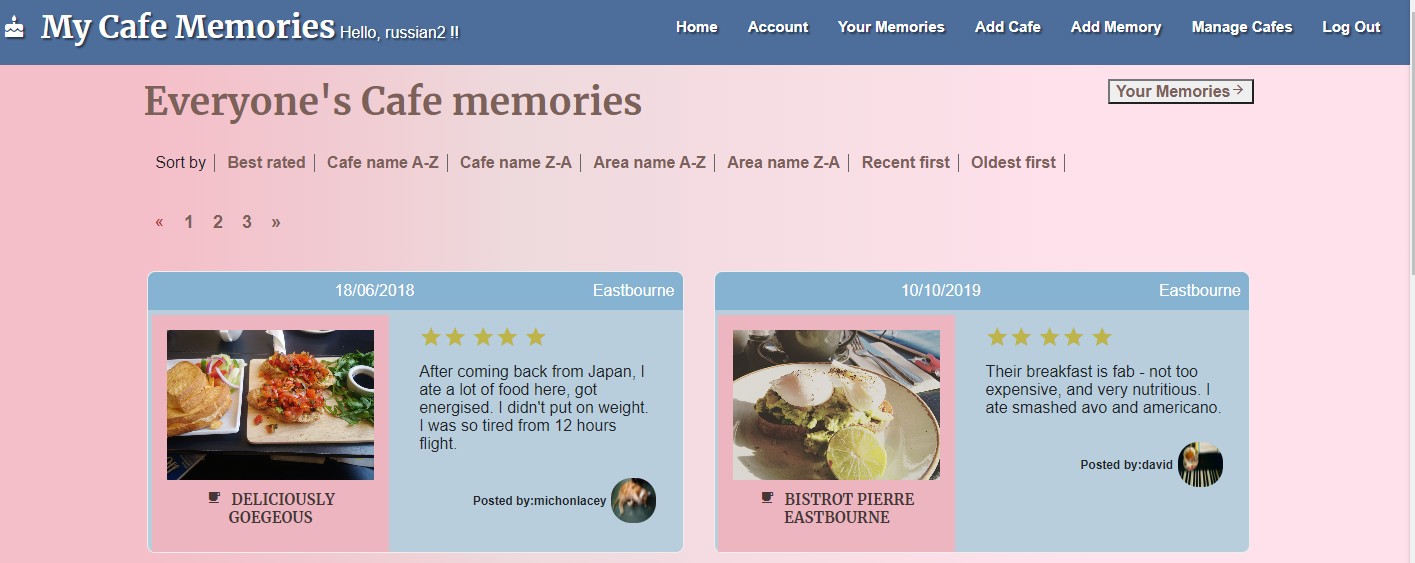 My Cafe Memories Hello, russian2 !! Home Account Your Memories Add Cafe Add Memory Manage Cafes Log Out
Everyone's Cafe memories
Your Memories
Sort by Best rated Cafe name A-Z Cafe name Z-A Area name A-Z Area name Z-A Recent first Oldest first
« 1 2 3 »
18/06/2018 Eastbourne
After coming back from Japan, I
ate a lot of food here, got
energised. I didn't put on weight.
I was so tired from 12 hours
flight.
Posted by:michonlacey
DELICIOUSLY
GOEGEOUS
10/10/2019 Eastbourne
Their breakfast is fab - not too
expensive, and very nutritious. I
ate smashed avo and americano.
Posted by:david
BISTROT PIERRE
EASTBOURNE